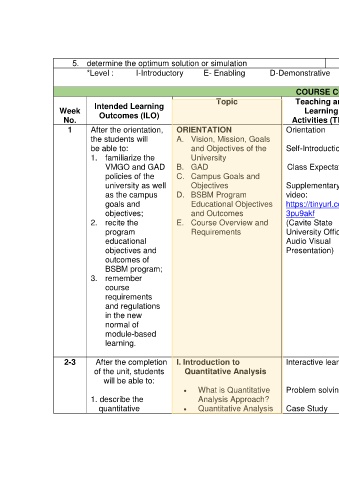 5. determine the optimum solution or simulation
*Level : I-Introductory E- Enabling D-Demonstrative
COURSE C
Week No.
Intended Learning Outcomes (ILO)
Topic
Teaching a
Learning
Activities (T
1
After the orientation,
the students will
be able to:
1. familiarize the
VMGO and GAD
policies of the
university as well
as the campus
goals and
objectives;
2. recite the
program
educational
objectives and
outcomes of
BSBM program;
3. remember
course
requirements
and regulations
in the new
normal of
module-based
learning.
ORIENTATION
A. Vision, Mission, Goals
and Objectives of the
University
B. GAD
C. Campus Goals and
Objectives
D. BSBM Program
Educational Objectives
and Outcomes
E. Course Overview and
Requirements
Orientation
Self-Introductio
Class Expecta
Supplementary
video:
https://tinyurl.c
3pu9akf
(Cavite State
University Offic
Audio Visual
Presentation)
2-3
After the completion
of the unit, students
will be able to:
1. describe the
quantitative
I. Introduction to
Quantitative Analysis
• What is Quantitative
Analysis Approach?
• Quantitative Analysis
Interactive lear
Problem solvin
Case Study